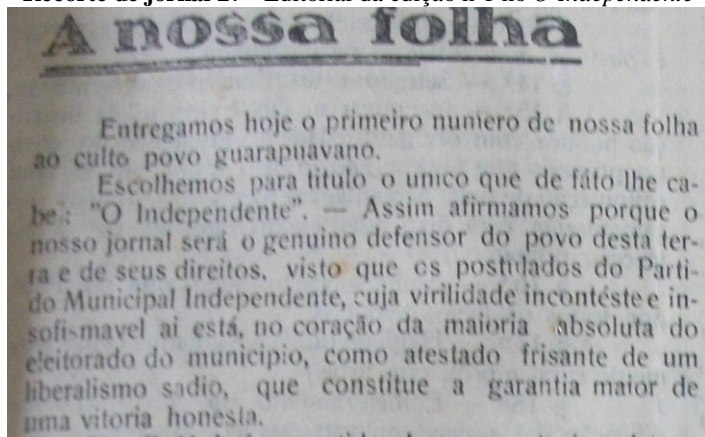 A nossa folha
Entregamos hoje o primeiro numero de nossa folha
ao culto povo guarapuavano.
Escolhemos para titulo o unico que de fáto lhe ca-
be: "O Independente". — Assim afirmamos porque o
nosso jornal será o genuino defensor do povo desta ter-
ra e de seus direitos, visto que os postulados do Parti-
do Municipal Independente, cuja virilidade incontéste e in-
sofismavel ai está, no coração da maioria absoluta do
eleitorado do municipio, como atestado frisante de um
liberalismo sadio, que constitue a garantia maior de
uma vitoria honesta.